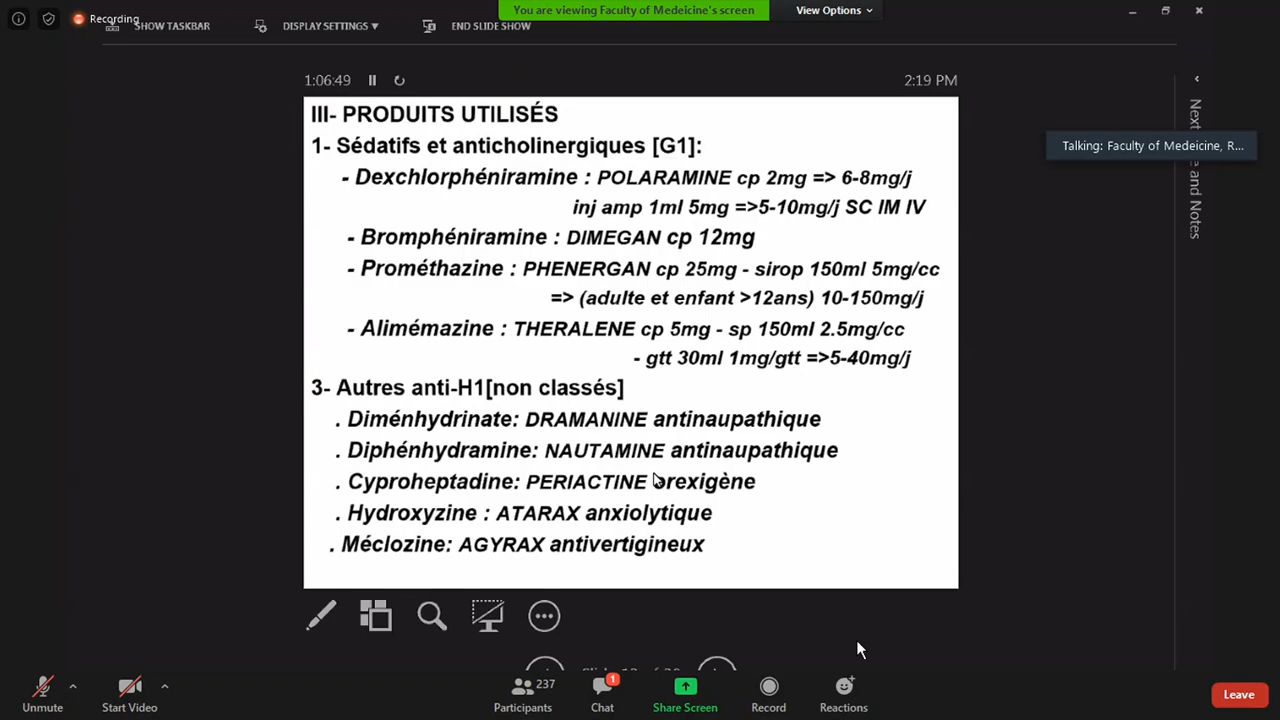 You are viewing Faculty of Medeicine's screen
View Options
Recording
SHOW TASKBAR
DISPLAY SETTINGS
END SLIDE SHOW
1:06:49
2:19 PM
III- PRODUITS UTILISÉS
1- Sédatifs et anticholinergiques [G1]:
- Dexchlorphéniramine : POLARAMINE cp 2mg => 6-8mg/j
inj amp 1ml 5mg =>5-10mg/j SC IM IV
- Bromphéniramine : DIMEGAN cp 12mg
- Prométhazine : PHENERGAN cp 25mg - sirop 150ml 5mg/cc
=> (adulte et enfant >12ans) 10-150mg/j
- Alimémazine : THERALENE cp 5mg - sp 150ml 2.5mg/cc
- gtt 30ml 1mg/gtt =>5-40mg/j
3- Autres anti-H1[non classés]
. Diménhydrinate: DRAMANINE antinaupathique
. Diphénhydramine: NAUTAMINE antinaupathique
. Cyproheptadine: PERIACTINE orexigène
. Hydroxyzine : ATARAX anxiolytique
. Méclozine: AGYRAX antivertigineux
Talking: Faculty of Medeicine, R...
Next
and Notes
Unmute
Start Video
237
Participants
1
Chat
Share Screen
Record
Reactions
Leave